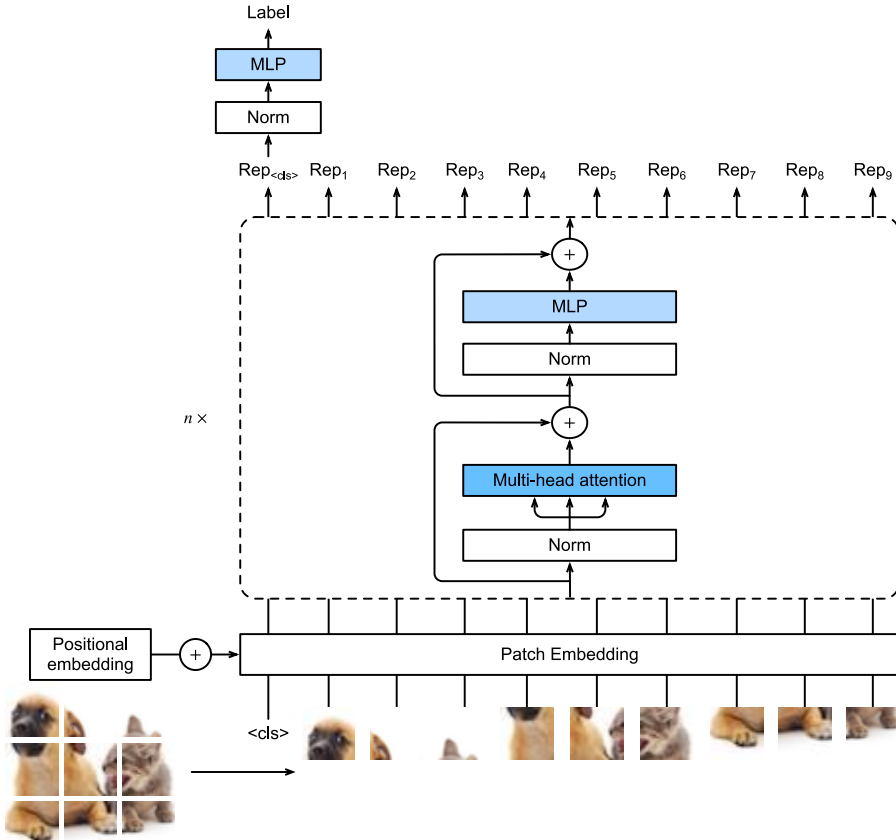 Label
MLP
Norm
Rep<cls> Rep1 Rep2 Rep3 Rep4 Rep5 Rep6 Rep7 Rep8 Rep9
+
MLP
Norm
n ×
+
Multi-head attention
Norm
Positional
embedding
+
Patch Embedding
<cls>